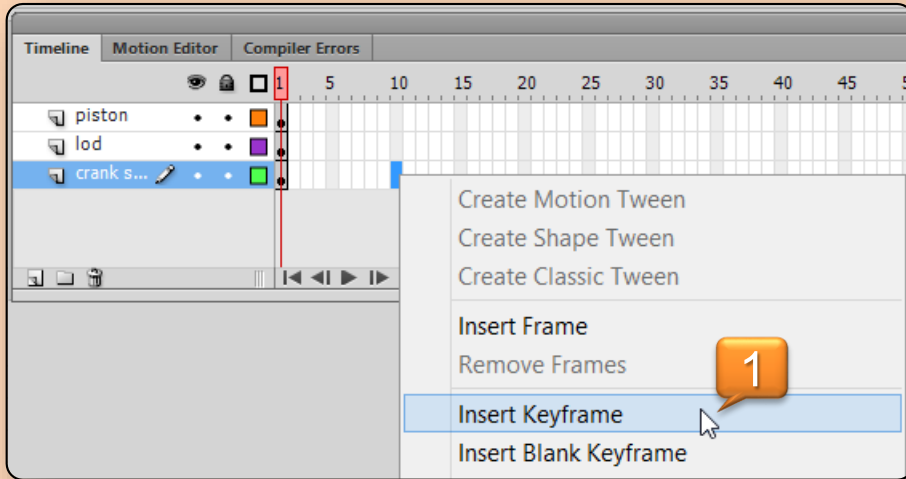 Timeline Motion Editor Compiler Errors
1 5 10 15 20 25 30 35 40 45
piston
lod
crank s...
Create Motion Tween
Create Shape Tween
Create Classic Tween
Insert Frame
Remove Frames
1
Insert Keyframe
Insert Blank Keyframe